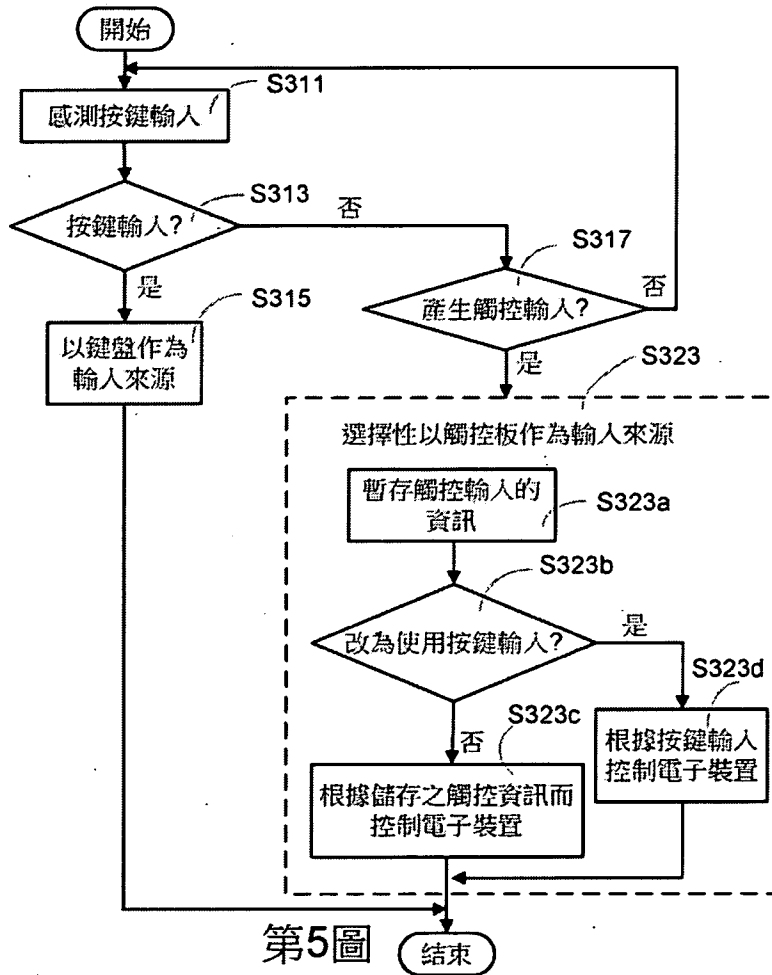 開始
S311
感測按鍵輸入
S313
按鍵輸入?
否
S317
產生觸控輸入?
否
是
S315
以鍵盤作為
輸入來源
是
S323
選擇性以觸控板作為輸入來源
暫存觸控輸入的
資訊
S323a
S323b
改為使用按鍵輸入?
是
S323d
根據按鍵輸入
控制電子裝置
S323c
否
根據儲存之觸控資訊而
控制電子裝置
第5圖
結束